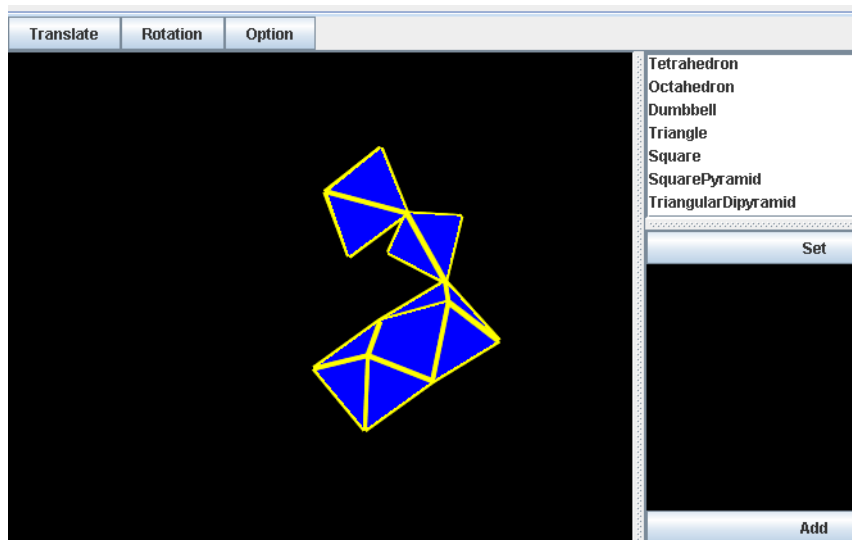 Translate Rotation Option
Tetrahedron
Octahedron
Dumbbell
Triangle
Square
SquarePyramid
TriangularDipyramid
Set
Add